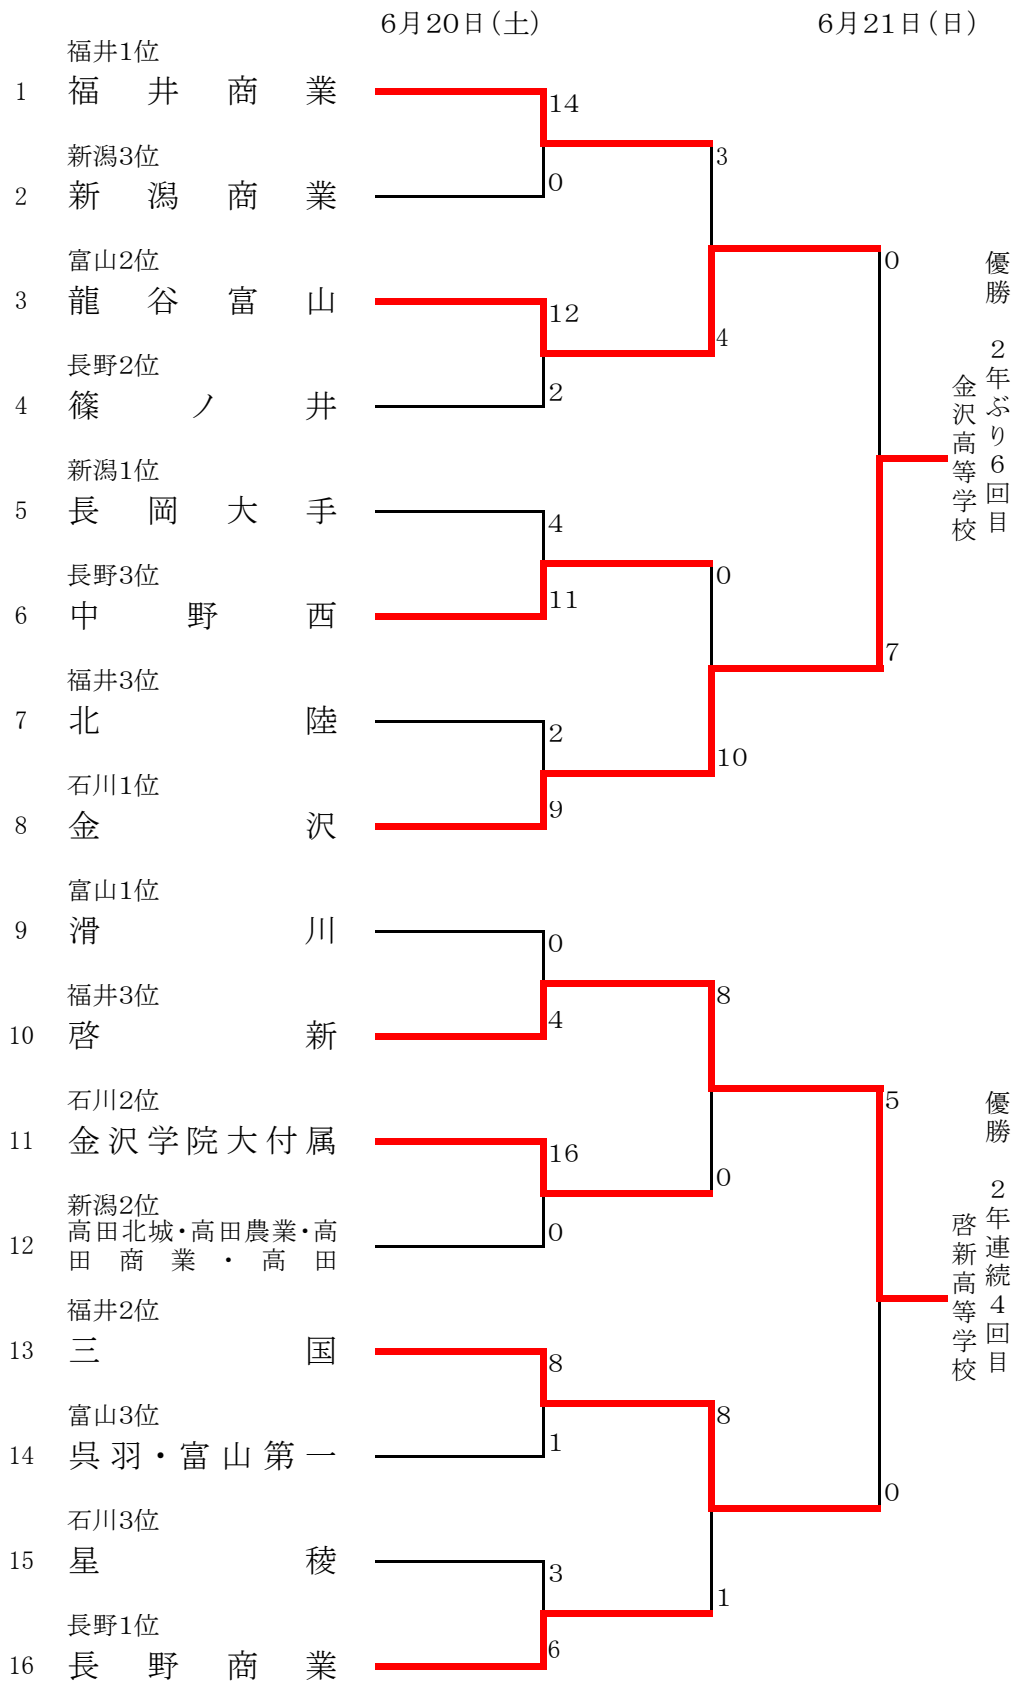 6月20日(土) 6月21日(日)
福井1位
1 福井商業
14
新潟3位
3
2 新潟商業
0
富山2位
0
3 龍谷富山
12
4
長野2位
4 篠ノ井
2
優勝 2年ぶり6回目
金沢高等学校
新潟1位
5 長岡大手
4
長野3位
0
6 中野西
11
福井3位
7
7 北陸
2
10
石川1位
8 金沢
9
富山1位
9 滑川
0
福井3位
8
10 啓新
4
石川2位
5
11 金沢学院大付属
16
0
新潟2位
12 高田北城・高田農業・高
田商業・高田
0
優勝 2年連続4回目
啓新高等学校
福井2位
13 三国
8
富山3位
8
14 呉羽・富山第一
1
石川3位
0
15 星稜
3
1
長野1位
16 長野商業
6